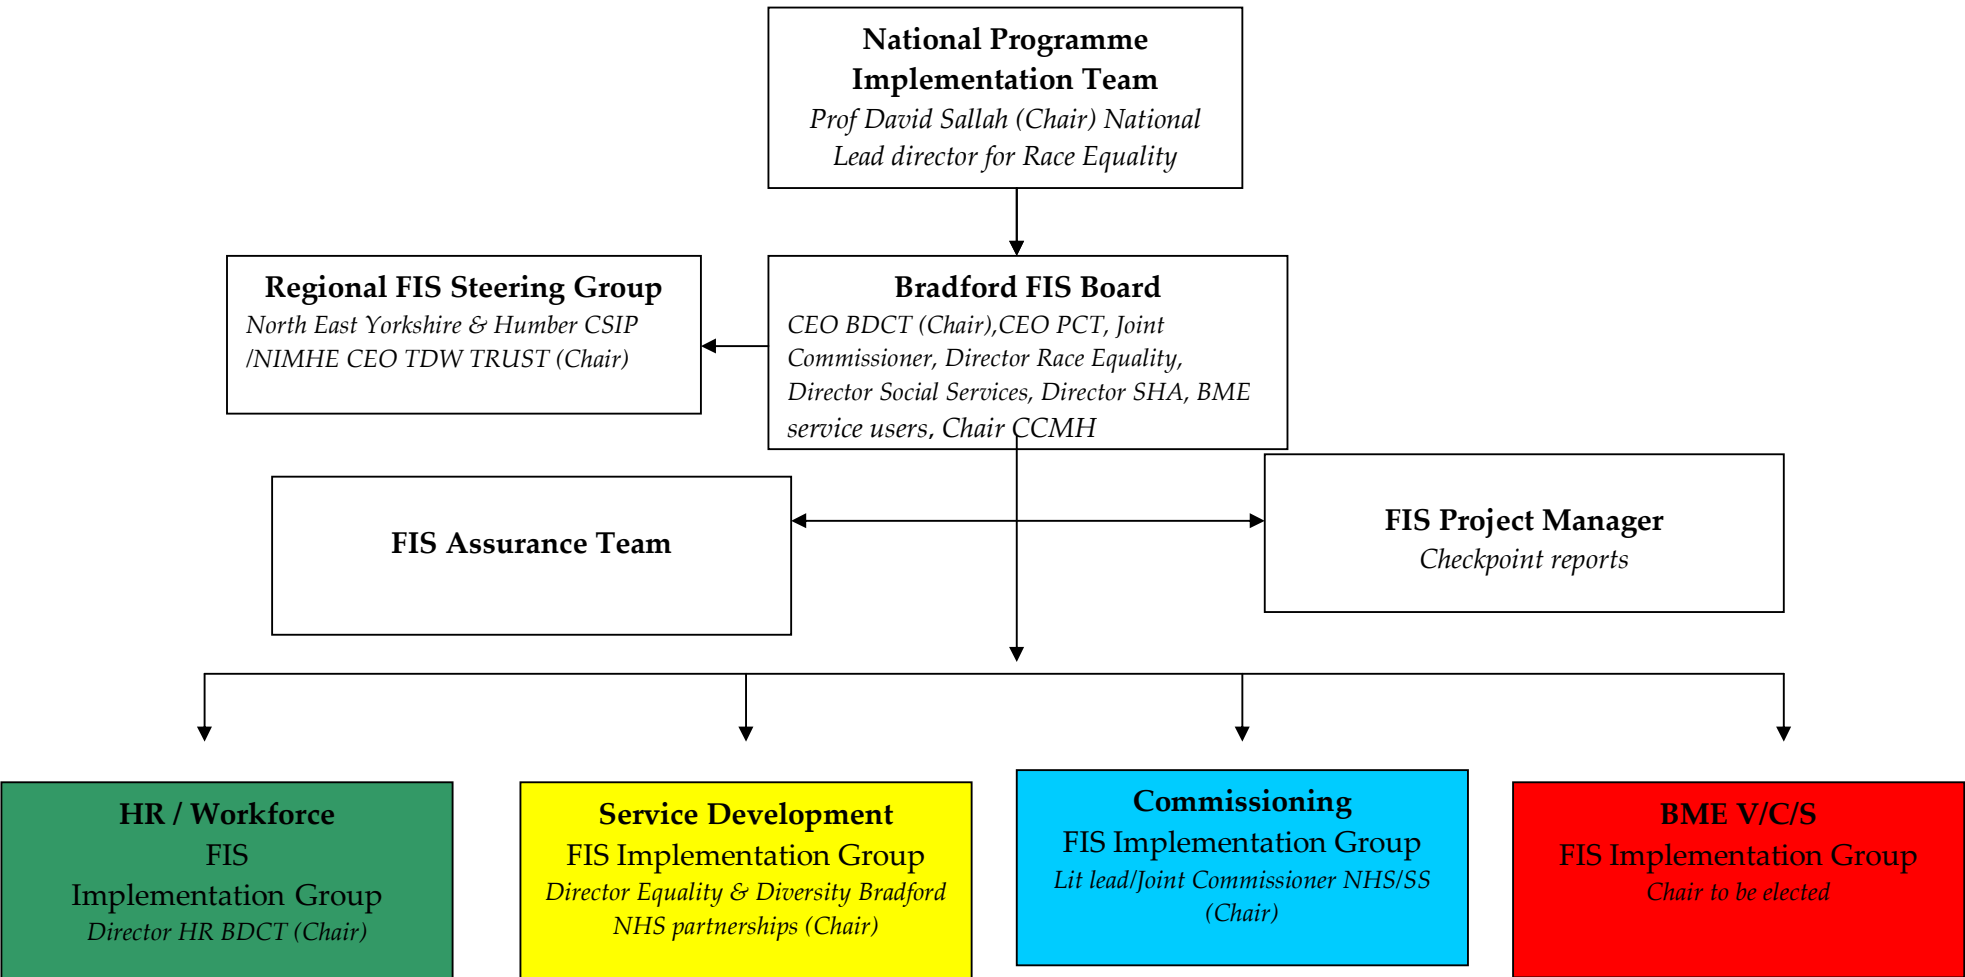 National Programme
Implementation Team
Prof David Sallah (Chair) National
Lead director for Race Equality
Regional FIS Steering Group
North East Yorkshire & Humber CSIP
/NIMHE CEO TDW TRUST (Chair)
Bradford FIS Board
CEO BDCT (Chair),CEO PCT, Joint
Commissioner, Director Race Equality,
Director Social Services, Director SHA, BME
service users, Chair CCMH
FIS Assurance Team
FIS Project Manager
Checkpoint reports
HR / Workforce
FIS
Implementation Group
Director HR BDCT (Chair)
Service Development
FIS Implementation Group
Director Equality & Diversity Bradford
NHS partnerships (Chair)
Commissioning
FIS Implementation Group
Lit lead/Joint Commissioner NHS/SS
(Chair)
BME V/C/S
FIS Implementation Group
Chair to be elected